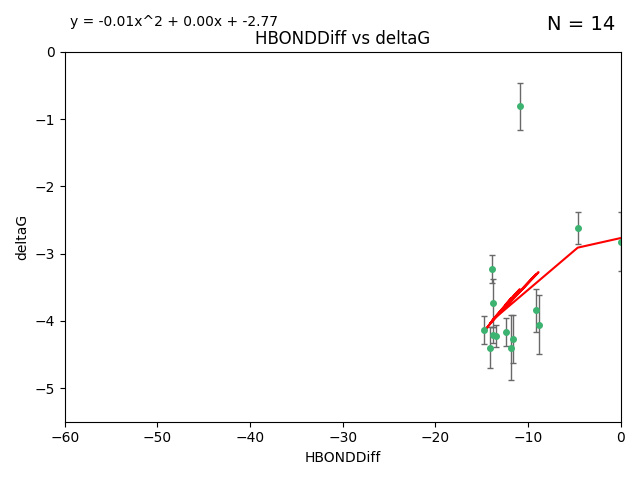 y = -0.01x^2 + 0.00x + -2.77
N = 14
HBONDDiff vs deltaG
0
−1
−2
−3
−4
−5
deltaG
−60 −50 −40 −30 −20 −10 0
HBONDDiff